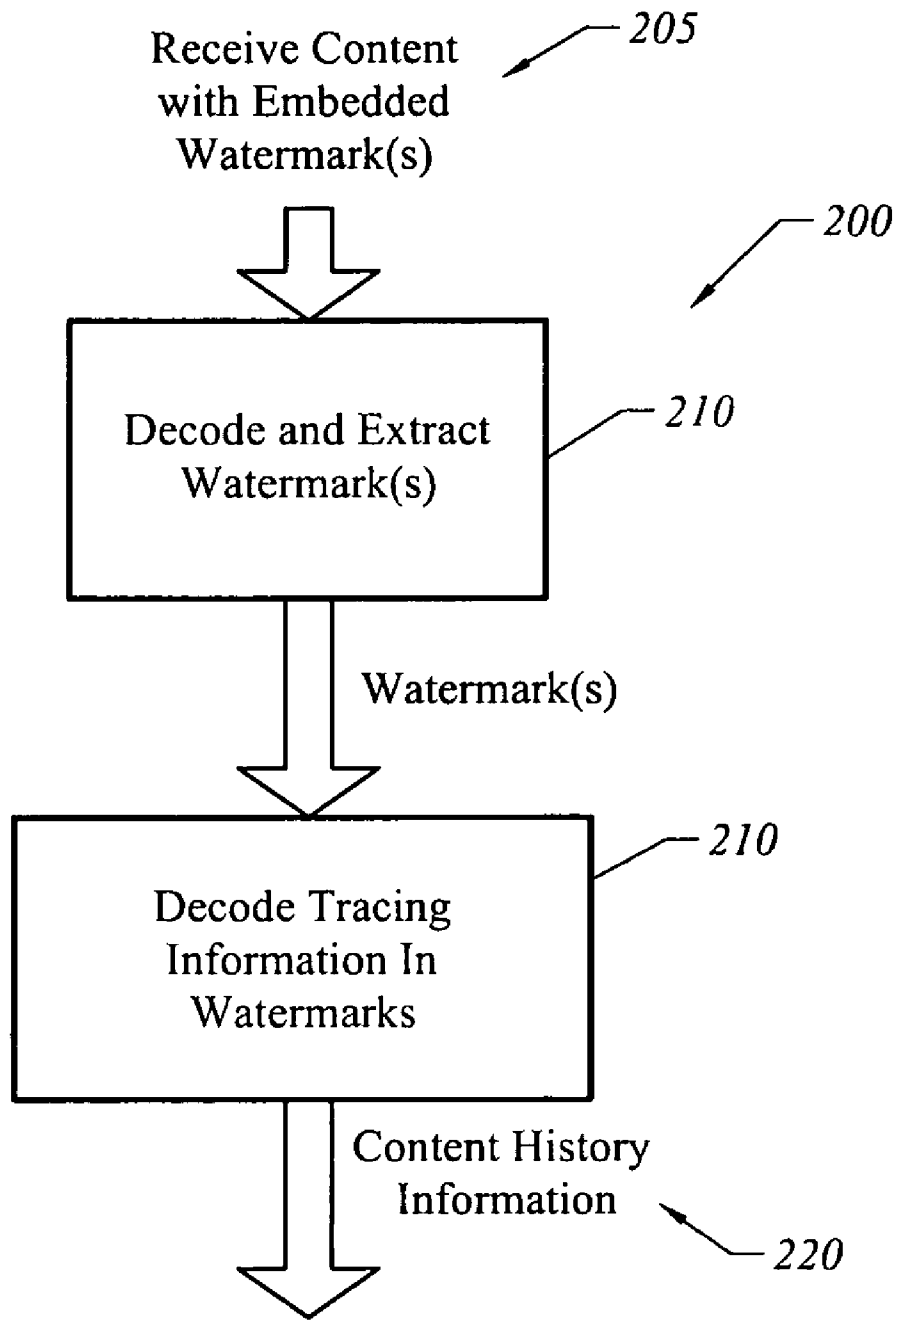 Receive Content
with Embedded
Watermark(s)
205
200
Decode and Extract
Watermark(s)
210
Watermark(s)
Decode Tracing
Information In
Watermarks
210
Content History
Information
220